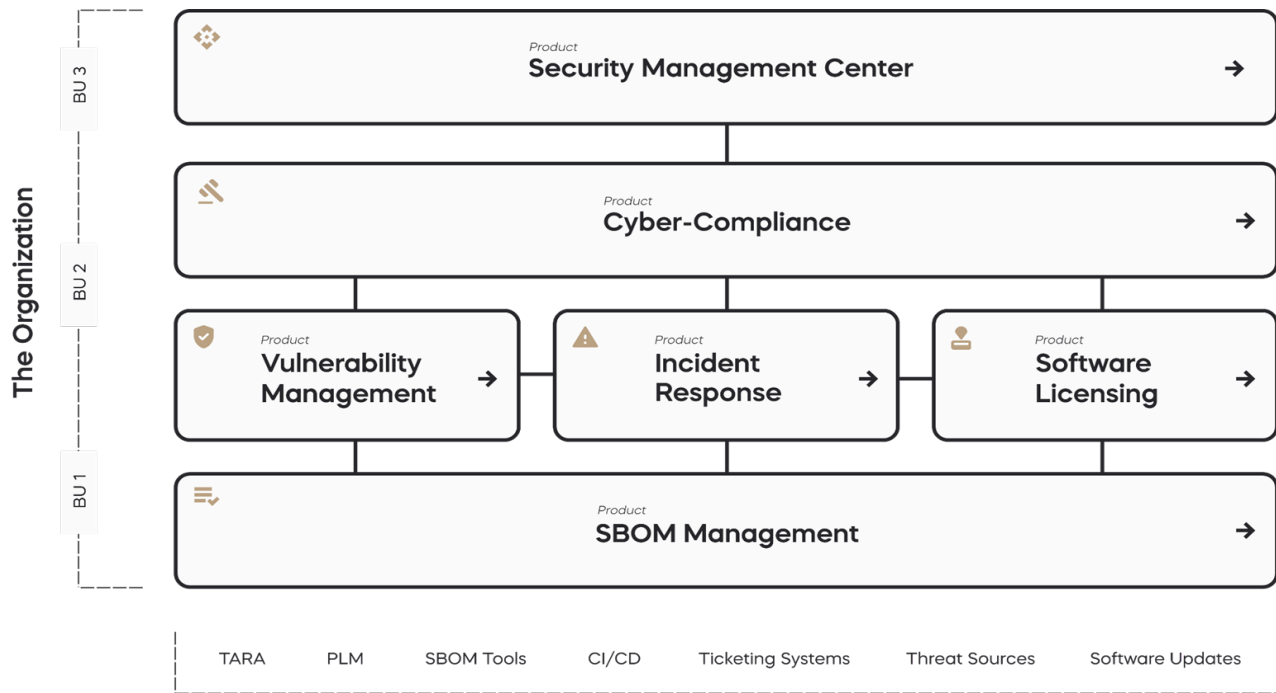 The Organization
BU 3
BU 2
BU 1
Product
Security Management Center
Product
Cyber-Compliance
Product
Vulnerability
Management
Product
Incident
Response
Product
Software
Licensing
Product
SBOM Management
TARA
PLM
SBOM Tools
CI/CD
Ticketing Systems
Threat Sources
Software Updates